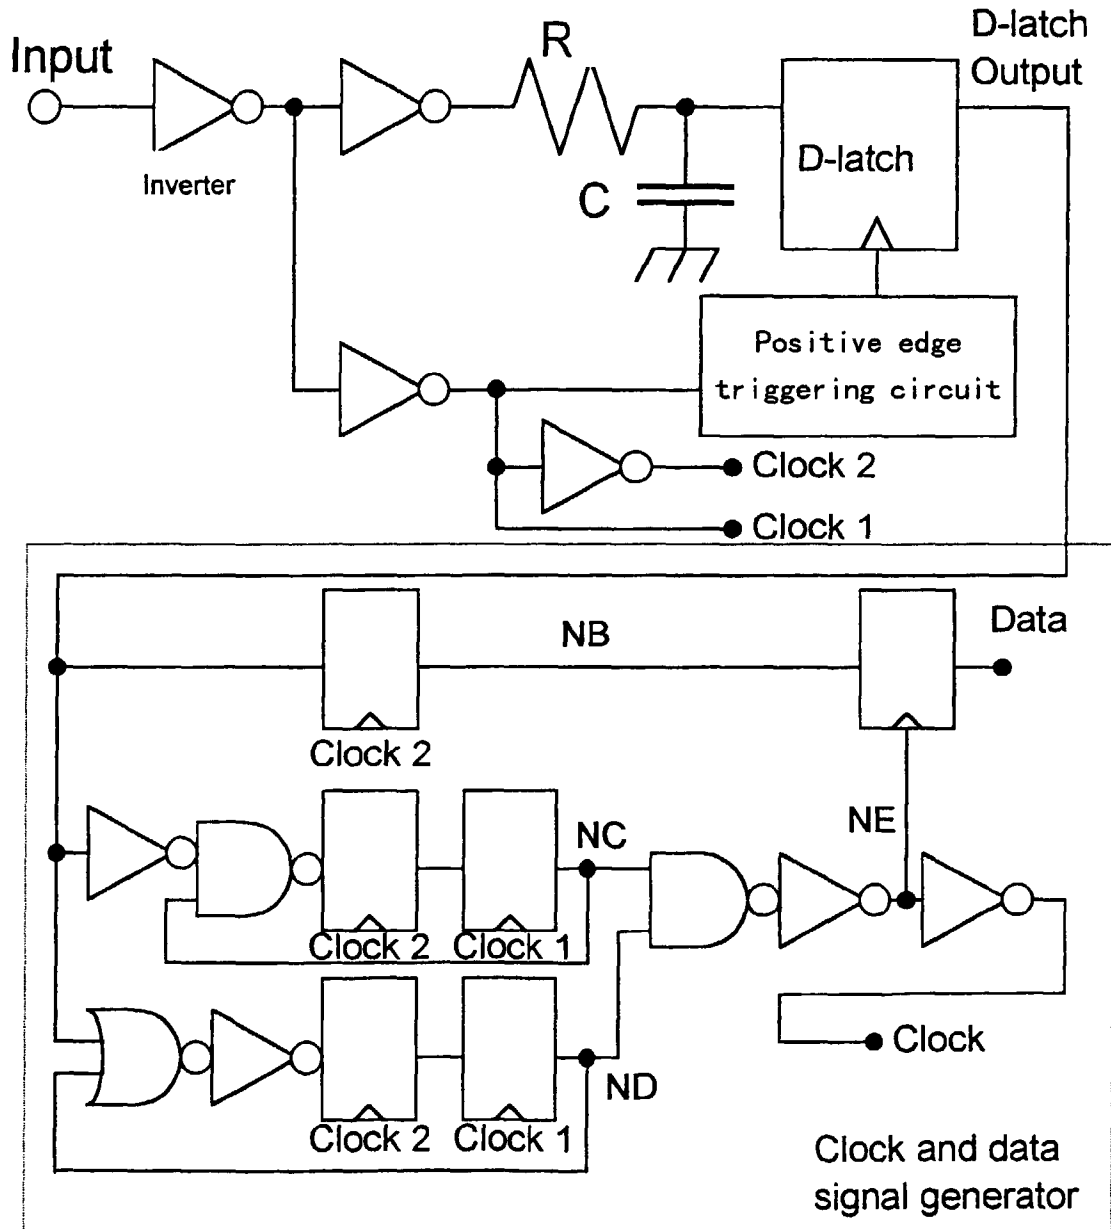 D-latch
Output
Input
R
Inverter
C
D-latch
Positive edge
triggering circuit
Clock 2
Clock 1
NB
Data
Clock 2
NC
NE
Clock 2
Clock 1
Clock
ND
Clock 2
Clock 1
Clock and data
signal generator